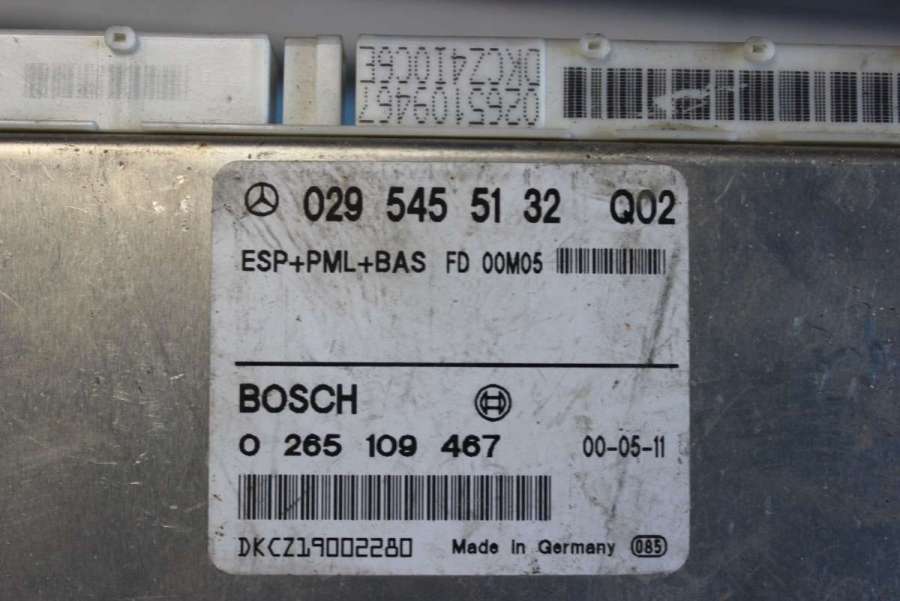 DKCZ410C6E
0265109467
029 545 51 32 Q02
ESP+PML+BAS FD 00M05
BOSCH
0 265 109 467 00-05-11
DKCZ19002280 Made in Germany 085